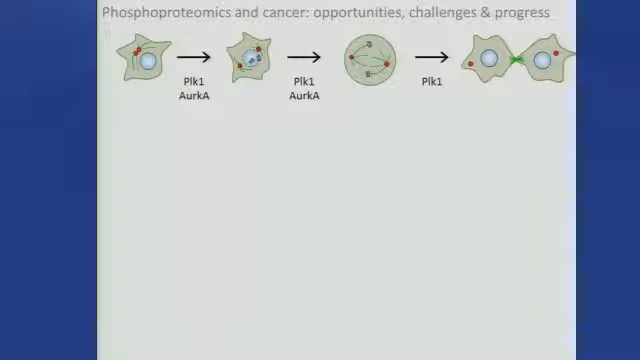 Phosphoproteomics and cancer: opportunities, challenges & progress
Plk1
AurkA
Plk1
AurkA
Plk1